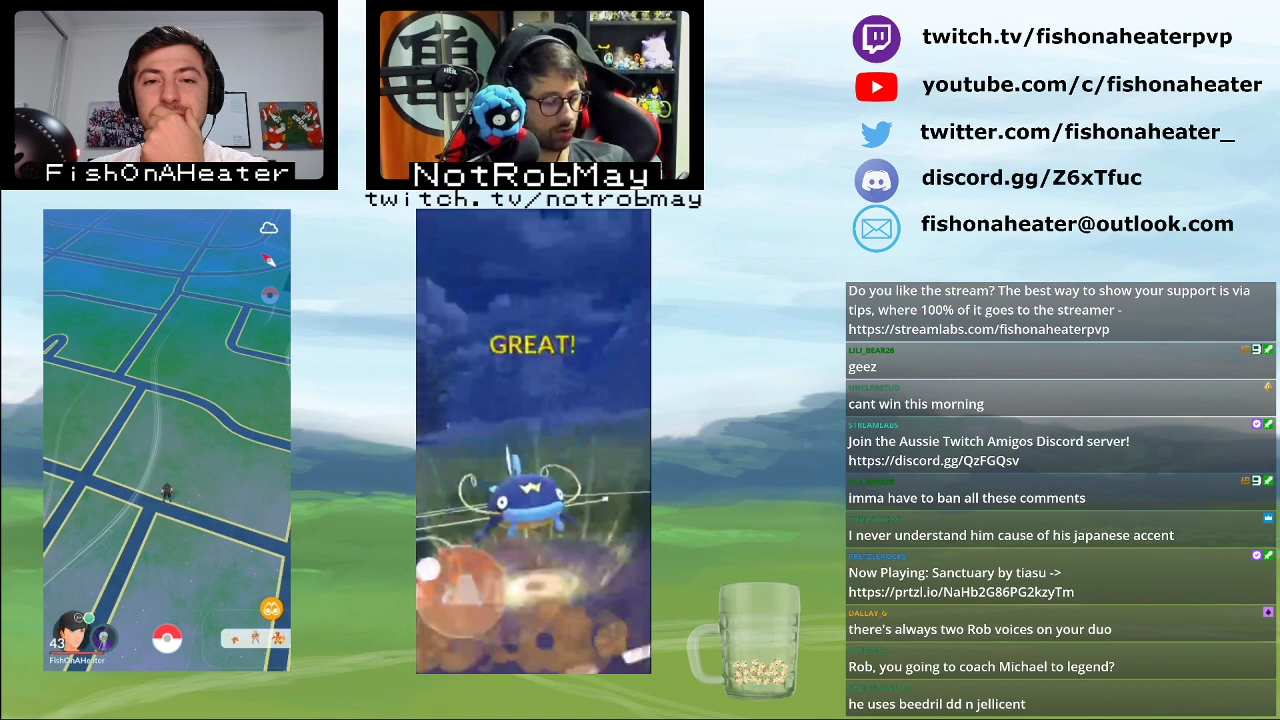 FishOnAHeater
NotRobMay
twitch.tv/notrobmay
twitch.tv/fishonaheaterpvp
youtube.com/c/fishonaheater
twitter.com/fishonaheater_
discord.gg/Z6xTfuc
fishonaheater@outlook.com
GREAT!
43
FishOnAHeater
Do you like the stream? The best way to show your support is via
tips, where 100% of it goes to the streamer -
https://streamlabs.com/fishonaheaterpvp
LILI_BEAR26
geez
cant win this morning
STREAMLABS
Join the Aussie Twitch Amigos Discord server!
https://discord.gg/QzFGQsv
imma have to ban all these comments
I never understand him cause of his japanese accent
PRETZELROCKS
Now Playing: Sanctuary by tiasu ->
https://prtzl.io/NaHb2G86PG2kzyTm
DALLAY_G
there's always two Rob voices on your duo
Rob, you going to coach Michael to legend?
he uses beedril dd n jellicent